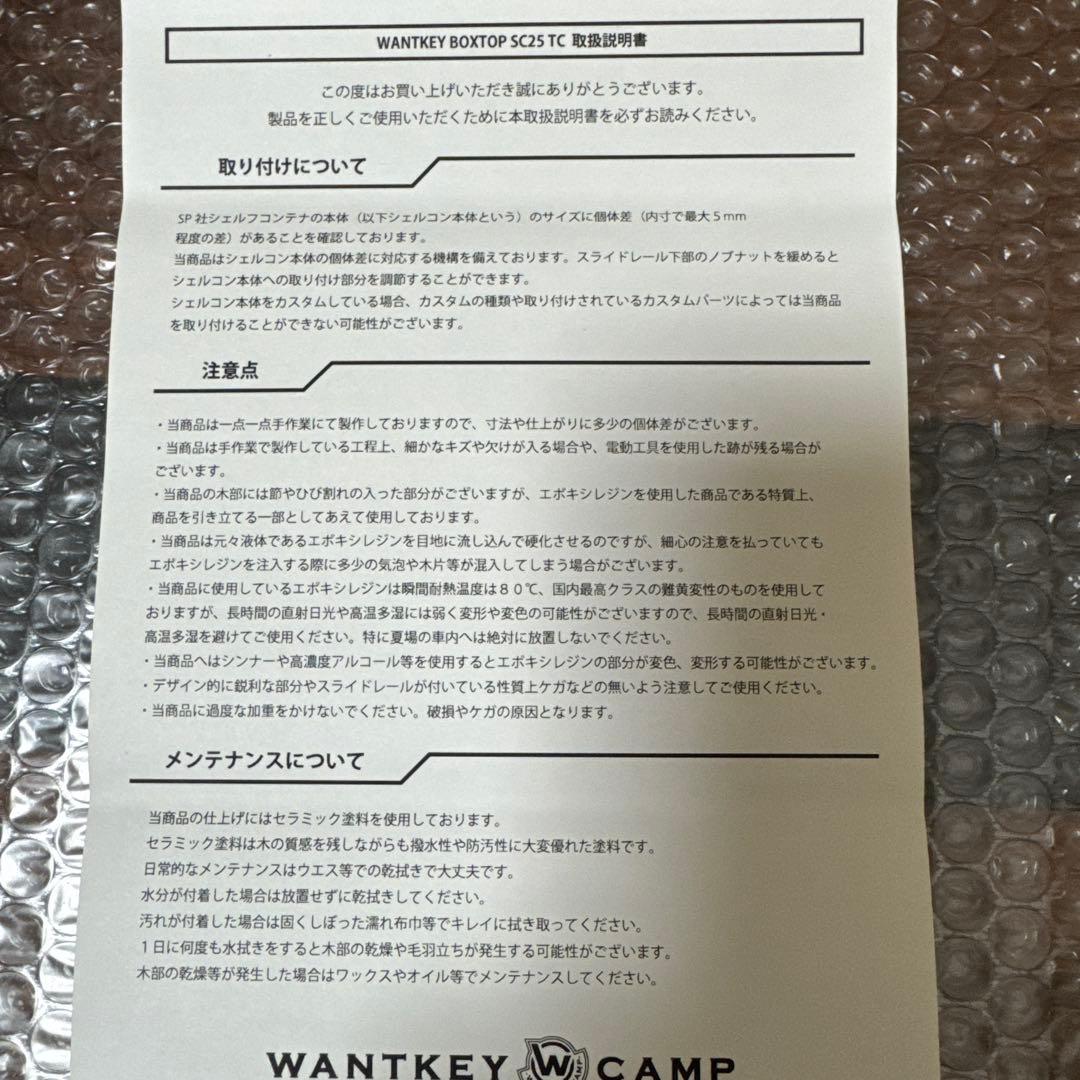 WANTKEY BOXTOP SC25 TC 取扱説明書
この度はお買い上げいただき誠にありがとうございます。
製品を正しくご使用いただくために本取扱説明書を必ずお読みください。
取り付けについて
SP 社シェルフコンテナの本体（以下シェルコン本体という）のサイズに個体差（内寸で最大５mm
程度の差）があることを確認しております。
当商品はシェルコン本体の個体差に対応する機構を備えております。スライドレール下部のノブナットを緩めると
シェルコン本体への取り付け部分を調節することができます。
シェルコン本体をカスタムしている場合、カスタムの種類や取り付けされているカスタムパーツによっては当商品
を取り付けることができない可能性がございます。
注意点
・当商品は一点一点手作業にて製作しておりますので、寸法や仕上がりに多少の個体差がございます。
・当商品は手作業で製作している工程上、細かなキズや欠けが入る場合や、電動工具を使用した跡が残る場合が
ございます。
・当商品の木部には節やひび割れの入った部分がございますが、エポキシレジンを使用した商品である特質上、
商品を引き立てる一部としてあえて使用しております。
・当商品は元々液体であるエポキシレジンを目地に流し込んで硬化させるのですが、細心の注意を払っていても
エポキシレジンを注入する際に多少の気泡や木片等が混入してしまう場合がございます。
・当商品に使用しているエポキシレジンは瞬間耐熱温度は８０℃、国内最高クラスの難黄変性のものを使用して
おりますが、長時間の直射日光や高温多湿には弱く変形や変色の可能性がございますので、長時間の直射日光・
高温多湿を避けてご使用ください。特に夏場の車内へは絶対に放置しないでください。
・当商品へはシンナーや高濃度アルコール等を使用するとエポキシレジンの部分が変色、変形する可能性がございます。
・デザイン的に鋭利な部分やスライドレールが付いている性質上ケガなどの無いよう注意してご使用ください。
・当商品に過度な加重をかけないでください。破損やケガの原因となります。
メンテナンスについて
当商品の仕上げにはセラミック塗料を使用しております。
セラミック塗料は木の質感を残しながらも撥水性や防汚性に大変優れた塗料です。
日常的なメンテナンスはウエス等での乾拭きで大丈夫です。
水分が付着した場合は放置せずに乾拭きしてください。
汚れが付着した場合は固くしぼった濡れ布巾等でキレイに拭き取ってください。
１日に何度も水拭きをすると木部の乾燥や毛羽立ちが発生する可能性がございます。
木部の乾燥等が発生した場合はワックスやオイル等でメンテナンスしてください。
WANTKEY W CAMP